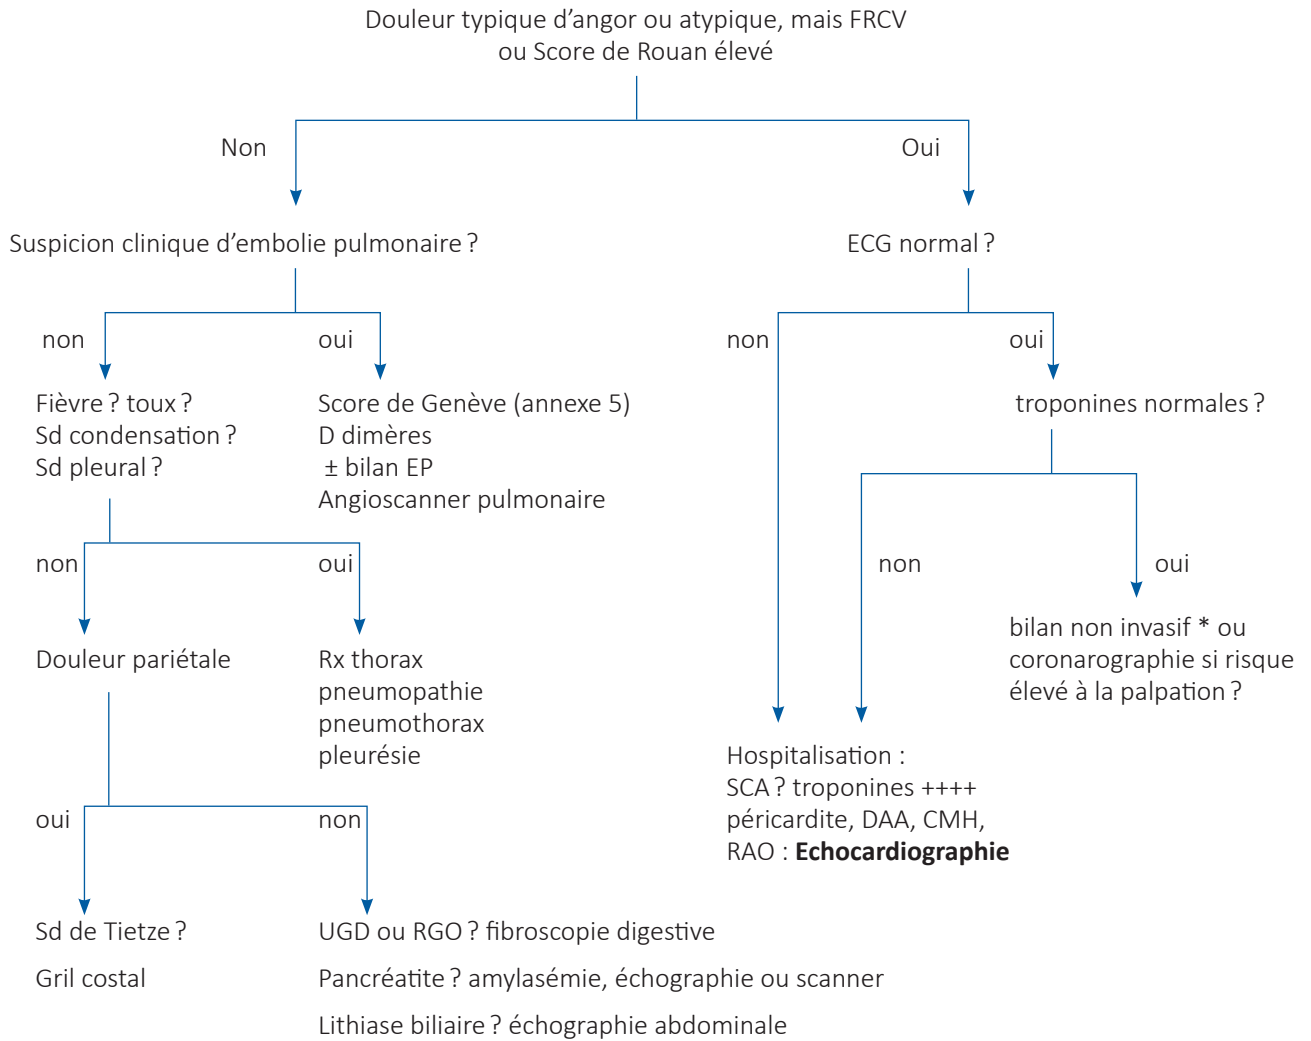 Douleur typique d’angor ou atypique, mais FRCV
ou Score de Rouan élevé
Non
Oui
Suspicion clinique d’embolie pulmonaire ?
ECG normal ?
non
oui
non
oui
Fièvre ? toux ?
Sd condensation ?
Sd pleural ?
Score de Genève (annexe 5)
D dimères
± bilan EP
Angioscanner pulmonaire
troponines normales ?
non
oui
non
oui
Douleur pariétale
Rx thorax
pneumopathie
pneumothorax
pleurésie
bilan non invasif * ou
coronarographie si risque
élevé à la palpation ?
Hospitalisation :
SCA ? troponines ++++
péricardite, DAA, CMH,
RAO : Echocardiographie
oui
non
Sd de Tietze ?
Gril costal
UGD ou RGO ? fibroscopie digestive
Pancréatite ? amylasémie, échographie ou scanner
Lithiase biliaire ? échographie abdominale